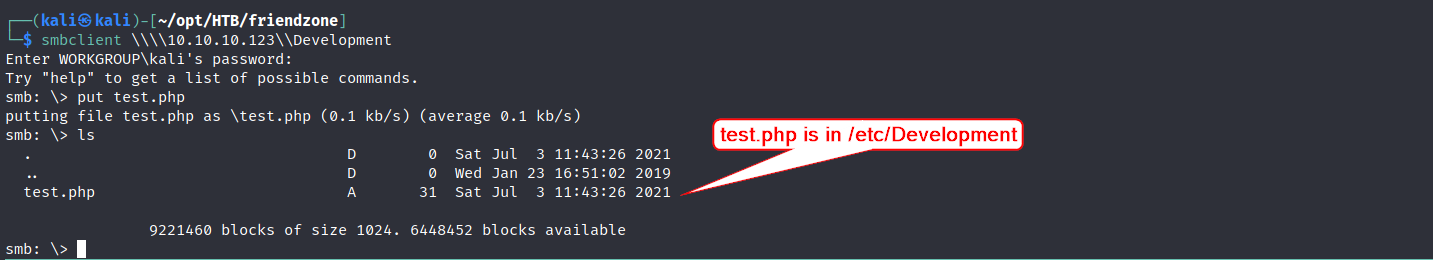 ┌──(kali㉿kali)-[~/opt/HTB/friendzone]
└─$ smbclient \\\\10.10.10.123\\Development
Enter WORKGROUP\kali's password:
Try "help" to get a list of possible commands.
smb: \> put test.php
putting file test.php as \test.php (0.1 kb/s) (average 0.1 kb/s)
smb: \> ls
test.php is in /etc/Development
  .                                   D        0  Sat Jul  3 11:43:26 2021
  ..                                  D        0  Wed Jan 23 16:51:02 2019
  test.php                            A       31  Sat Jul  3 11:43:26 2021
                9221460 blocks of size 1024. 6448452 blocks available
smb: \>